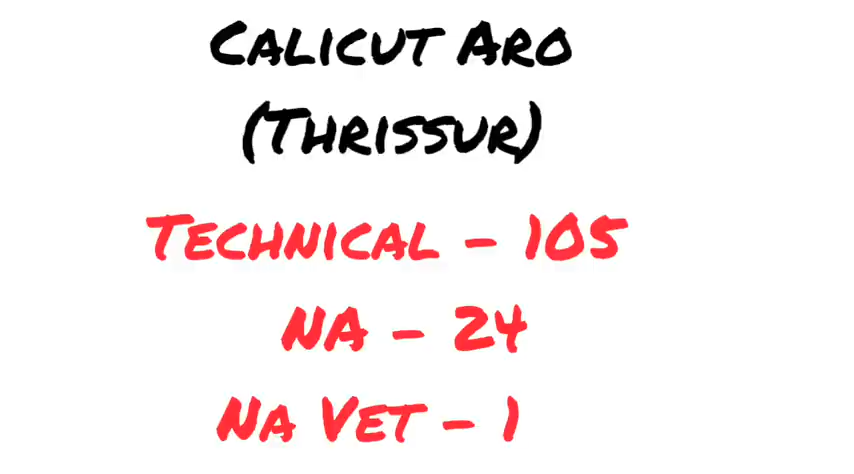 Calicut Aro
(Thrissur)
Technical - 105
NA - 24
Na Vet - 1